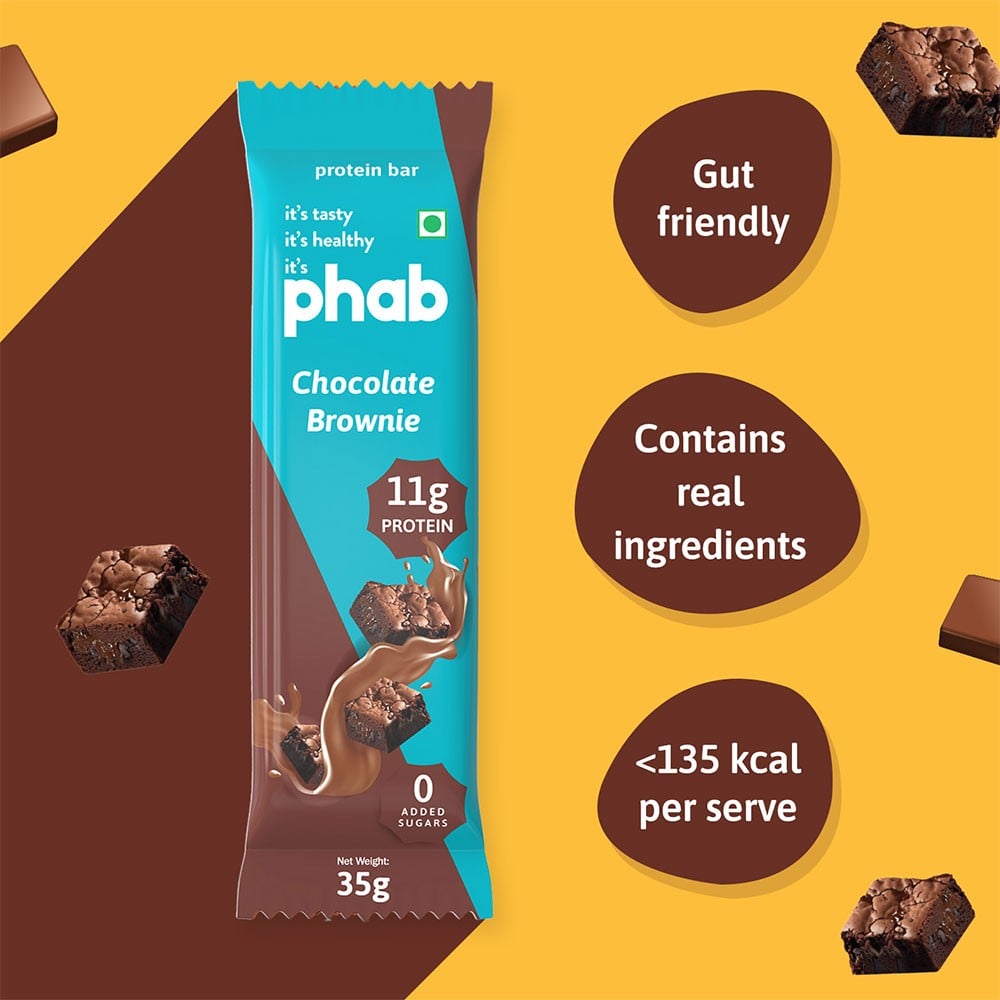 protein bar
it's tasty
it's healthy
it's
phab
Chocolate
Brownie
11g
PROTEIN
0
ADDED
SUGARS
Net Weight:
35g
Gut
friendly
Contains
real
ingredients
<135 kcal
per serve